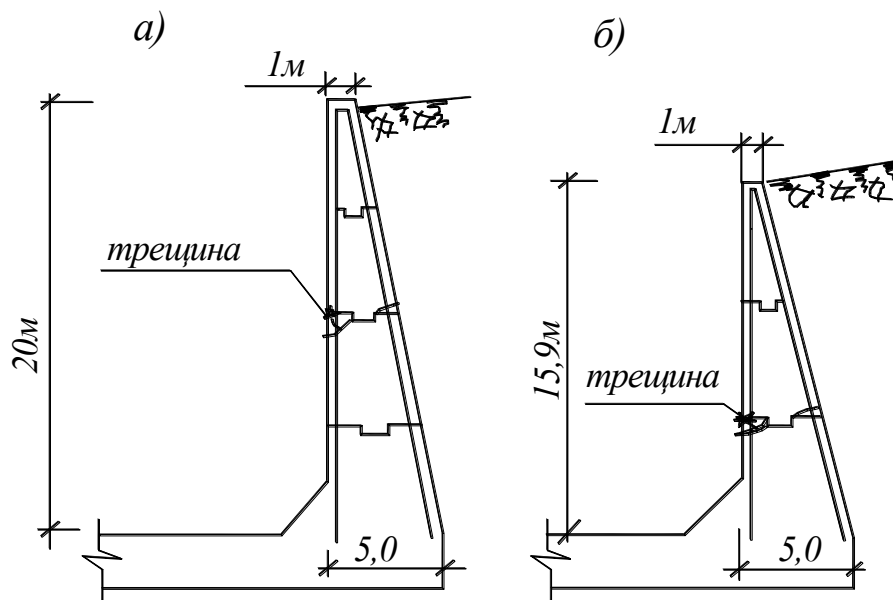 а)
1м
трещина
20м
5,0
б)
1м
15,9м
трещина
5,0